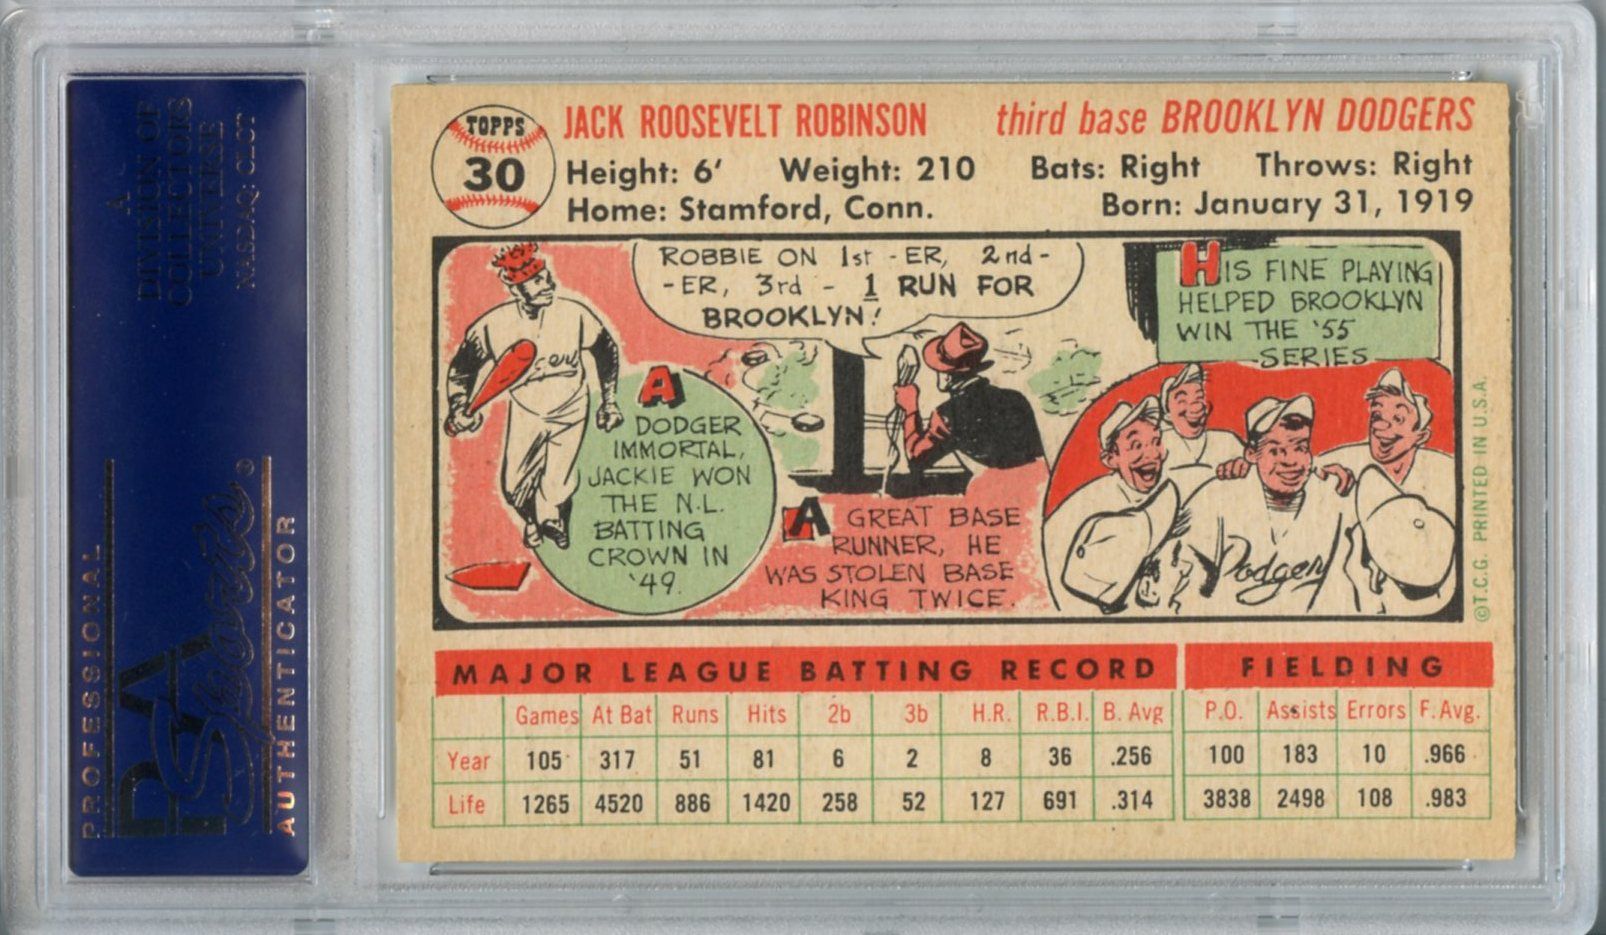 A
DIVISION OF
COLLECTORS
UNIVERSE
NASDAQ: CLCT
PROFESSIONAL
PSA
Sports®
AUTHENTICATOR
TOPPS
30
JACK ROOSEVELT ROBINSON third base BROOKLYN DODGERS
Height: 6' Weight: 210 Bats: Right Throws: Right
Home: Stamford, Conn. Born: January 31, 1919
A
DODGER
IMMORTAL,
JACKIE WON
THE N.L.
BATTING
CROWN IN
'49.
ROBBIE ON 1st -ER, 2nd-
-ER, 3rd - 1 RUN FOR
BROOKLYN!
A GREAT BASE
RUNNER, HE
WAS STOLEN BASE
KING TWICE.
HIS FINE PLAYING
HELPED BROOKLYN
WIN THE '55
SERIES
Dodgers
©T.C.G. PRINTED IN U.S.A.
MAJOR LEAGUE BATTING RECORD FIELDING
Games At Bat Runs Hits 2b 3b H.R. R.B.I. B. Avg P.O. Assists Errors F. Avg.
Year 105 317 51 81 6 2 8 36 .256 100 183 10 .966
Life 1265 4520 886 1420 258 52 127 691 .314 3838 2498 108 .983